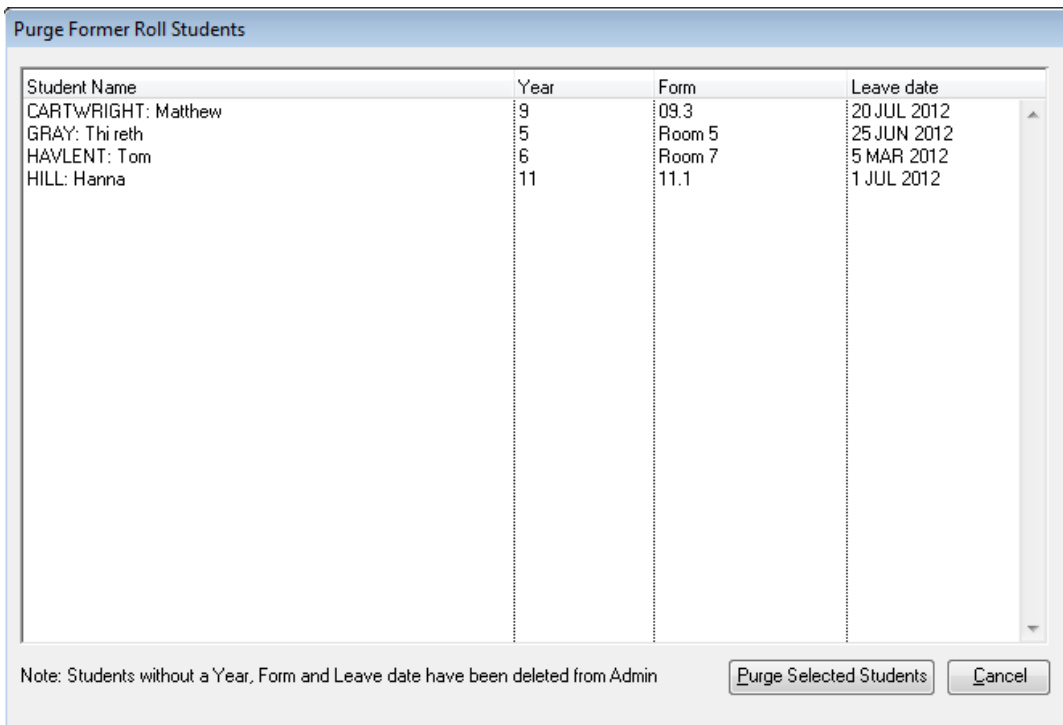 Purge Former Roll Students
Student Name Year Form Leave date
CARTWRIGHT: Matthew 9 09.3 20 JUL 2012
GRAY: Thi reth 5 Room 5 25 JUN 2012
HAVLENT: Tom 6 Room 7 5 MAR 2012
HILL: Hanna 11 11.1 1 JUL 2012
Note: Students without a Year, Form and Leave date have been deleted from Admin Purge Selected Students Cancel